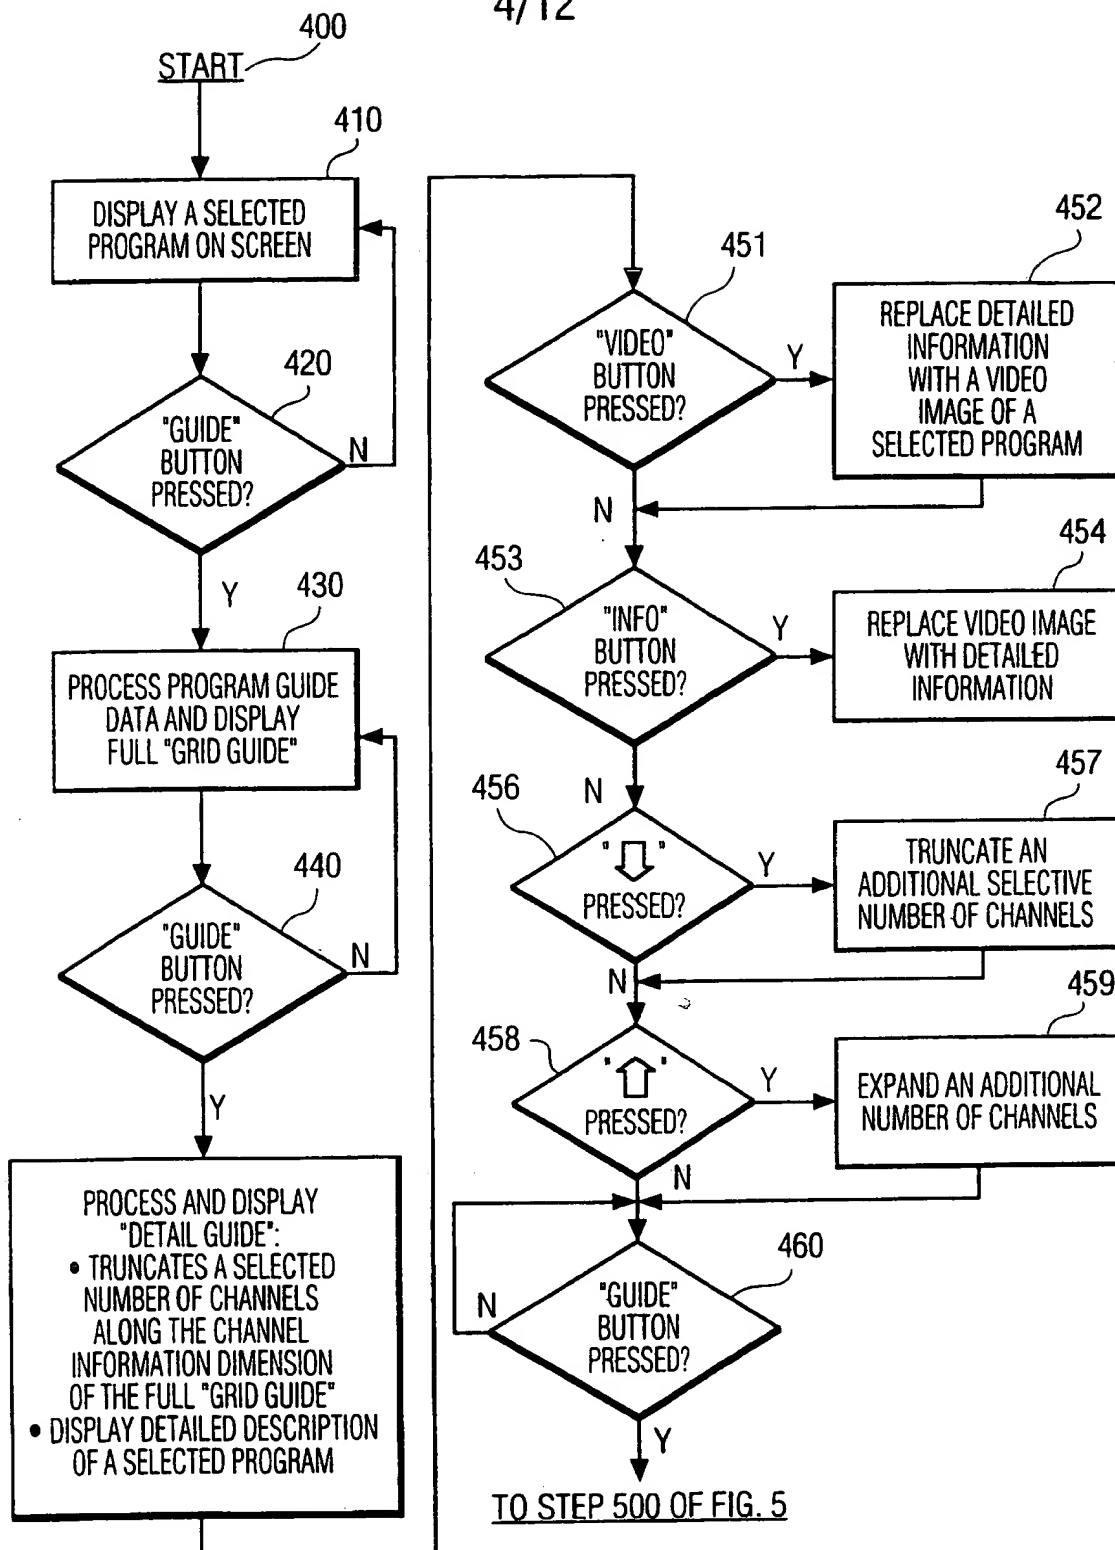 4/12
400
START
410
DISPLAY A SELECTED
PROGRAM ON SCREEN
420
"GUIDE"
BUTTON
PRESSED?
N
Y
430
PROCESS PROGRAM GUIDE
DATA AND DISPLAY
FULL "GRID GUIDE"
440
"GUIDE"
BUTTON
PRESSED?
N
Y
PROCESS AND DISPLAY
"DETAIL GUIDE":
• TRUNCATES A SELECTED
NUMBER OF CHANNELS
ALONG THE CHANNEL
INFORMATION DIMENSION
OF THE FULL "GRID GUIDE"
• DISPLAY DETAILED DESCRIPTION
OF A SELECTED PROGRAM
451
"VIDEO"
BUTTON
PRESSED?
Y
N
452
REPLACE DETAILED
INFORMATION
WITH A VIDEO
IMAGE OF A
SELECTED PROGRAM
453
"INFO"
BUTTON
PRESSED?
Y
N
454
REPLACE VIDEO IMAGE
WITH DETAILED
INFORMATION
456
"⇩"
PRESSED?
Y
N
457
TRUNCATE AN
ADDITIONAL SELECTIVE
NUMBER OF CHANNELS
458
"⇧"
PRESSED?
Y
N
459
EXPAND AN ADDITIONAL
NUMBER OF CHANNELS
460
"GUIDE"
BUTTON
PRESSED?
N
Y
TO STEP 500 OF FIG. 5